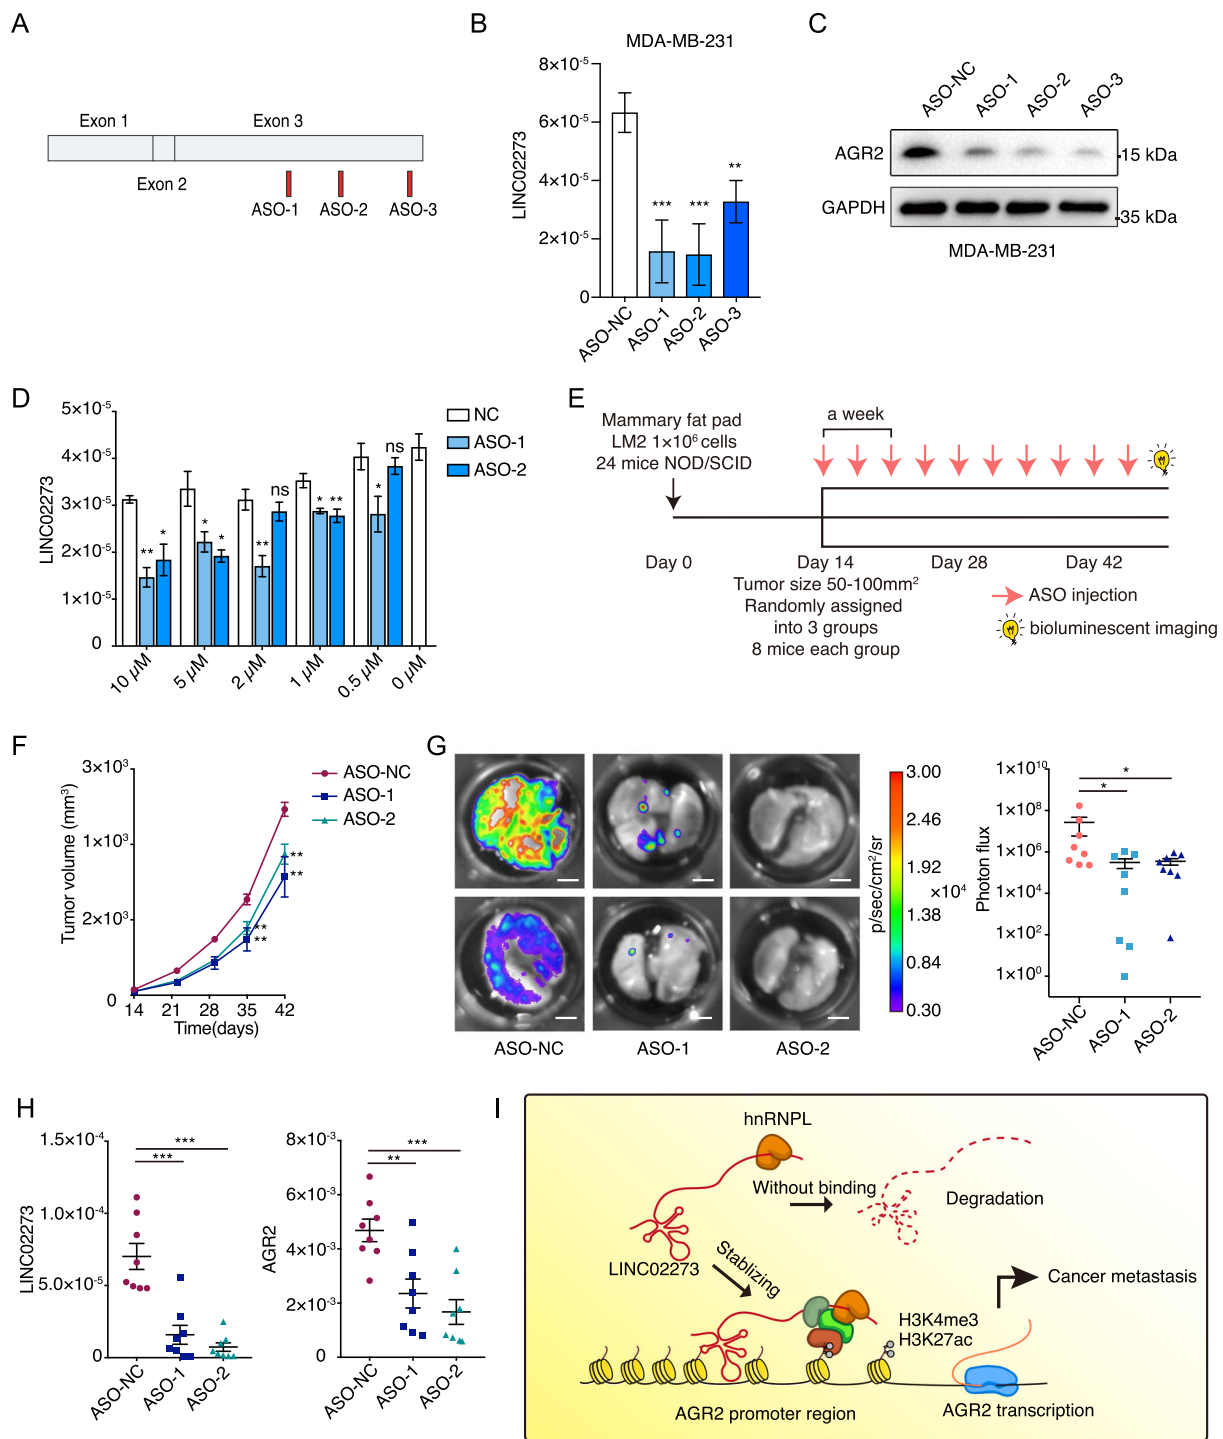 A
Exon 1
Exon 3
Exon 2
ASO-1
ASO-2
ASO-3
B
MDA-MB-231
LINC02273
8×10⁻⁵
6×10⁻⁵
4×10⁻⁵
2×10⁻⁵
0
***
***
**
ASO-NC
ASO-1
ASO-2
ASO-3
C
ASO-NC
ASO-1
ASO-2
ASO-3
AGR2
15 kDa
GAPDH
35 kDa
MDA-MB-231
D
LINC02273
5×10⁻⁵
4×10⁻⁵
3×10⁻⁵
2×10⁻⁵
1×10⁻⁵
0
** *
* *
** ns
* **
* ns
10 µM
5 µM
2 µM
1 µM
0.5 µM
0 µM
NC
ASO-1
ASO-2
E
Mammary fat pad
LM2 1×10⁶ cells
24 mice NOD/SCID
a week
Day 0
Day 14
Day 28
Day 42
Tumor size 50-100mm²
Randomly assigned
into 3 groups
8 mice each group
ASO injection
bioluminescent imaging
F
Tumor volume (mm³)
3×10³
1×10³
2×10³
0
14 21 28 35 42
Time(days)
ASO-NC
ASO-1
ASO-2
**
**
**
**
G
ASO-NC
ASO-1
ASO-2
p/sec/cm²/sr
3.00
2.46
1.92
×10⁴
1.38
0.84
0.30
Photon flux
1×10¹⁰
1×10⁸
1×10⁶
1×10⁴
1×10²
1×10⁰
*
*
ASO-NC
ASO-1
ASO-2
H
LINC02273
1.5×10⁻⁴
1.0×10⁻⁴
5.0×10⁻⁵
0
***
***
ASO-NC
ASO-1
ASO-2
AGR2
8×10⁻³
6×10⁻³
4×10⁻³
2×10⁻³
0
***
**
ASO-NC
ASO-1
ASO-2
I
hnRNPL
Without binding
Degradation
LINC02273
Stablizing
Cancer metastasis
H3K4me3
H3K27ac
AGR2 promoter region
AGR2 transcription